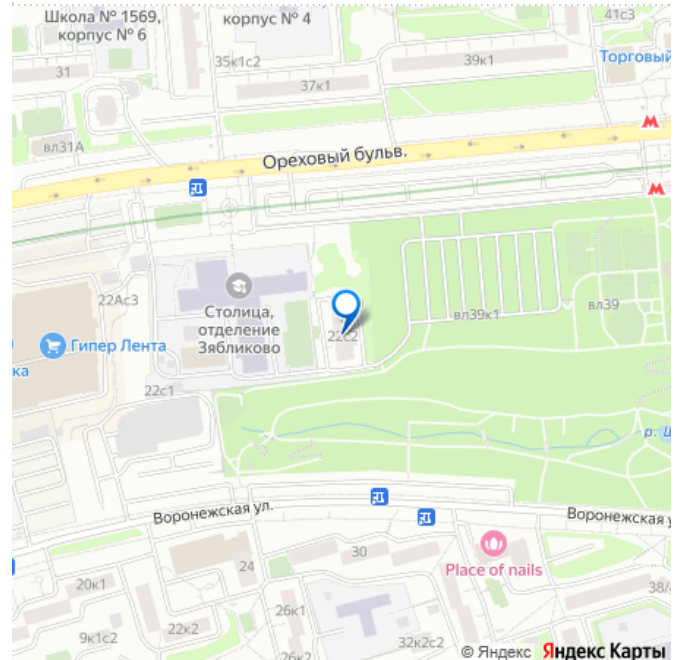 Школа № 1569,
корпус № 6
корпус № 4
41с3
35к1с2
39к1
Торговый
31
37к1
вл31А
Ореховый бульв.
22Ас3
Столица,
отделение
Зябликово
22с2
вл39к1
вл39
Гипер Лента
ка
22с1
р. Ш
Воронежская ул.
Воронежская у
Place of nails
30
24
20к1
38/
26к1
9к1с2
22к2
32к2с2
26к2
© Яндекс Яндекс Карты